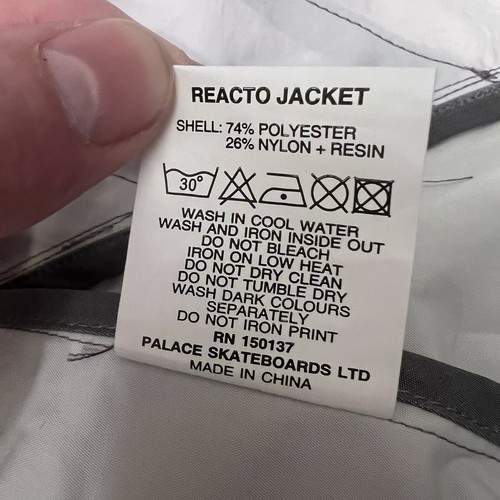 REACTO JACKET
SHELL: 74% POLYESTER
26% NYLON + RESIN
30°
WASH IN COOL WATER
WASH AND IRON INSIDE OUT
DO NOT BLEACH
IRON ON LOW HEAT
DO NOT DRY CLEAN
DO NOT TUMBLE DRY
WASH DARK COLOURS
SEPARATELY
DO NOT IRON PRINT
RN 150137
PALACE SKATEBOARDS LTD
MADE IN CHINA